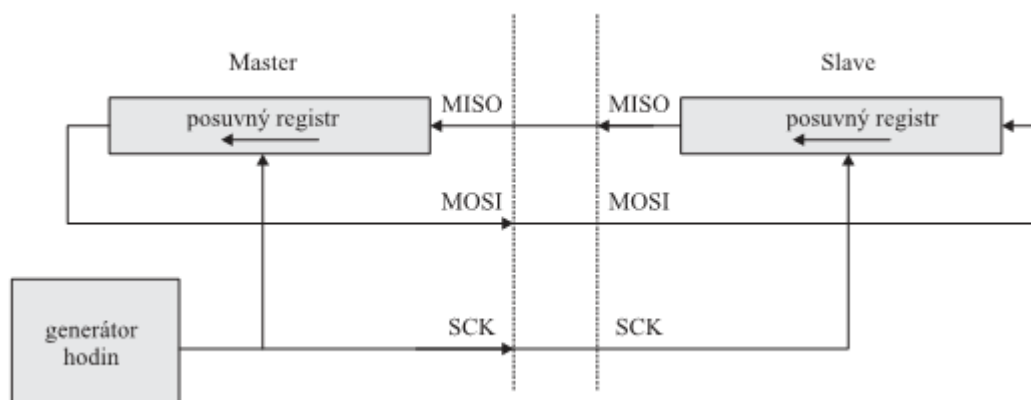 Master
Slave
posuvný registr
MISO
MISO
posuvný registr
MOSI
MOSI
generátor
hodin
SCK
SCK